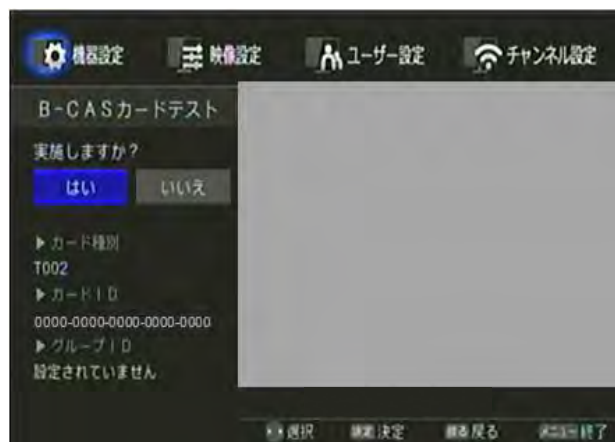 機器設定 映像設定 ユーザー設定 チャンネル設定
B-CASカードテスト
実施しますか?
はい いいえ
▶カード種別
T002
▶カードID
0000-0000-0000-0000-0000
▶グループID
設定されていません
選択 決定 戻る メニュー 終了